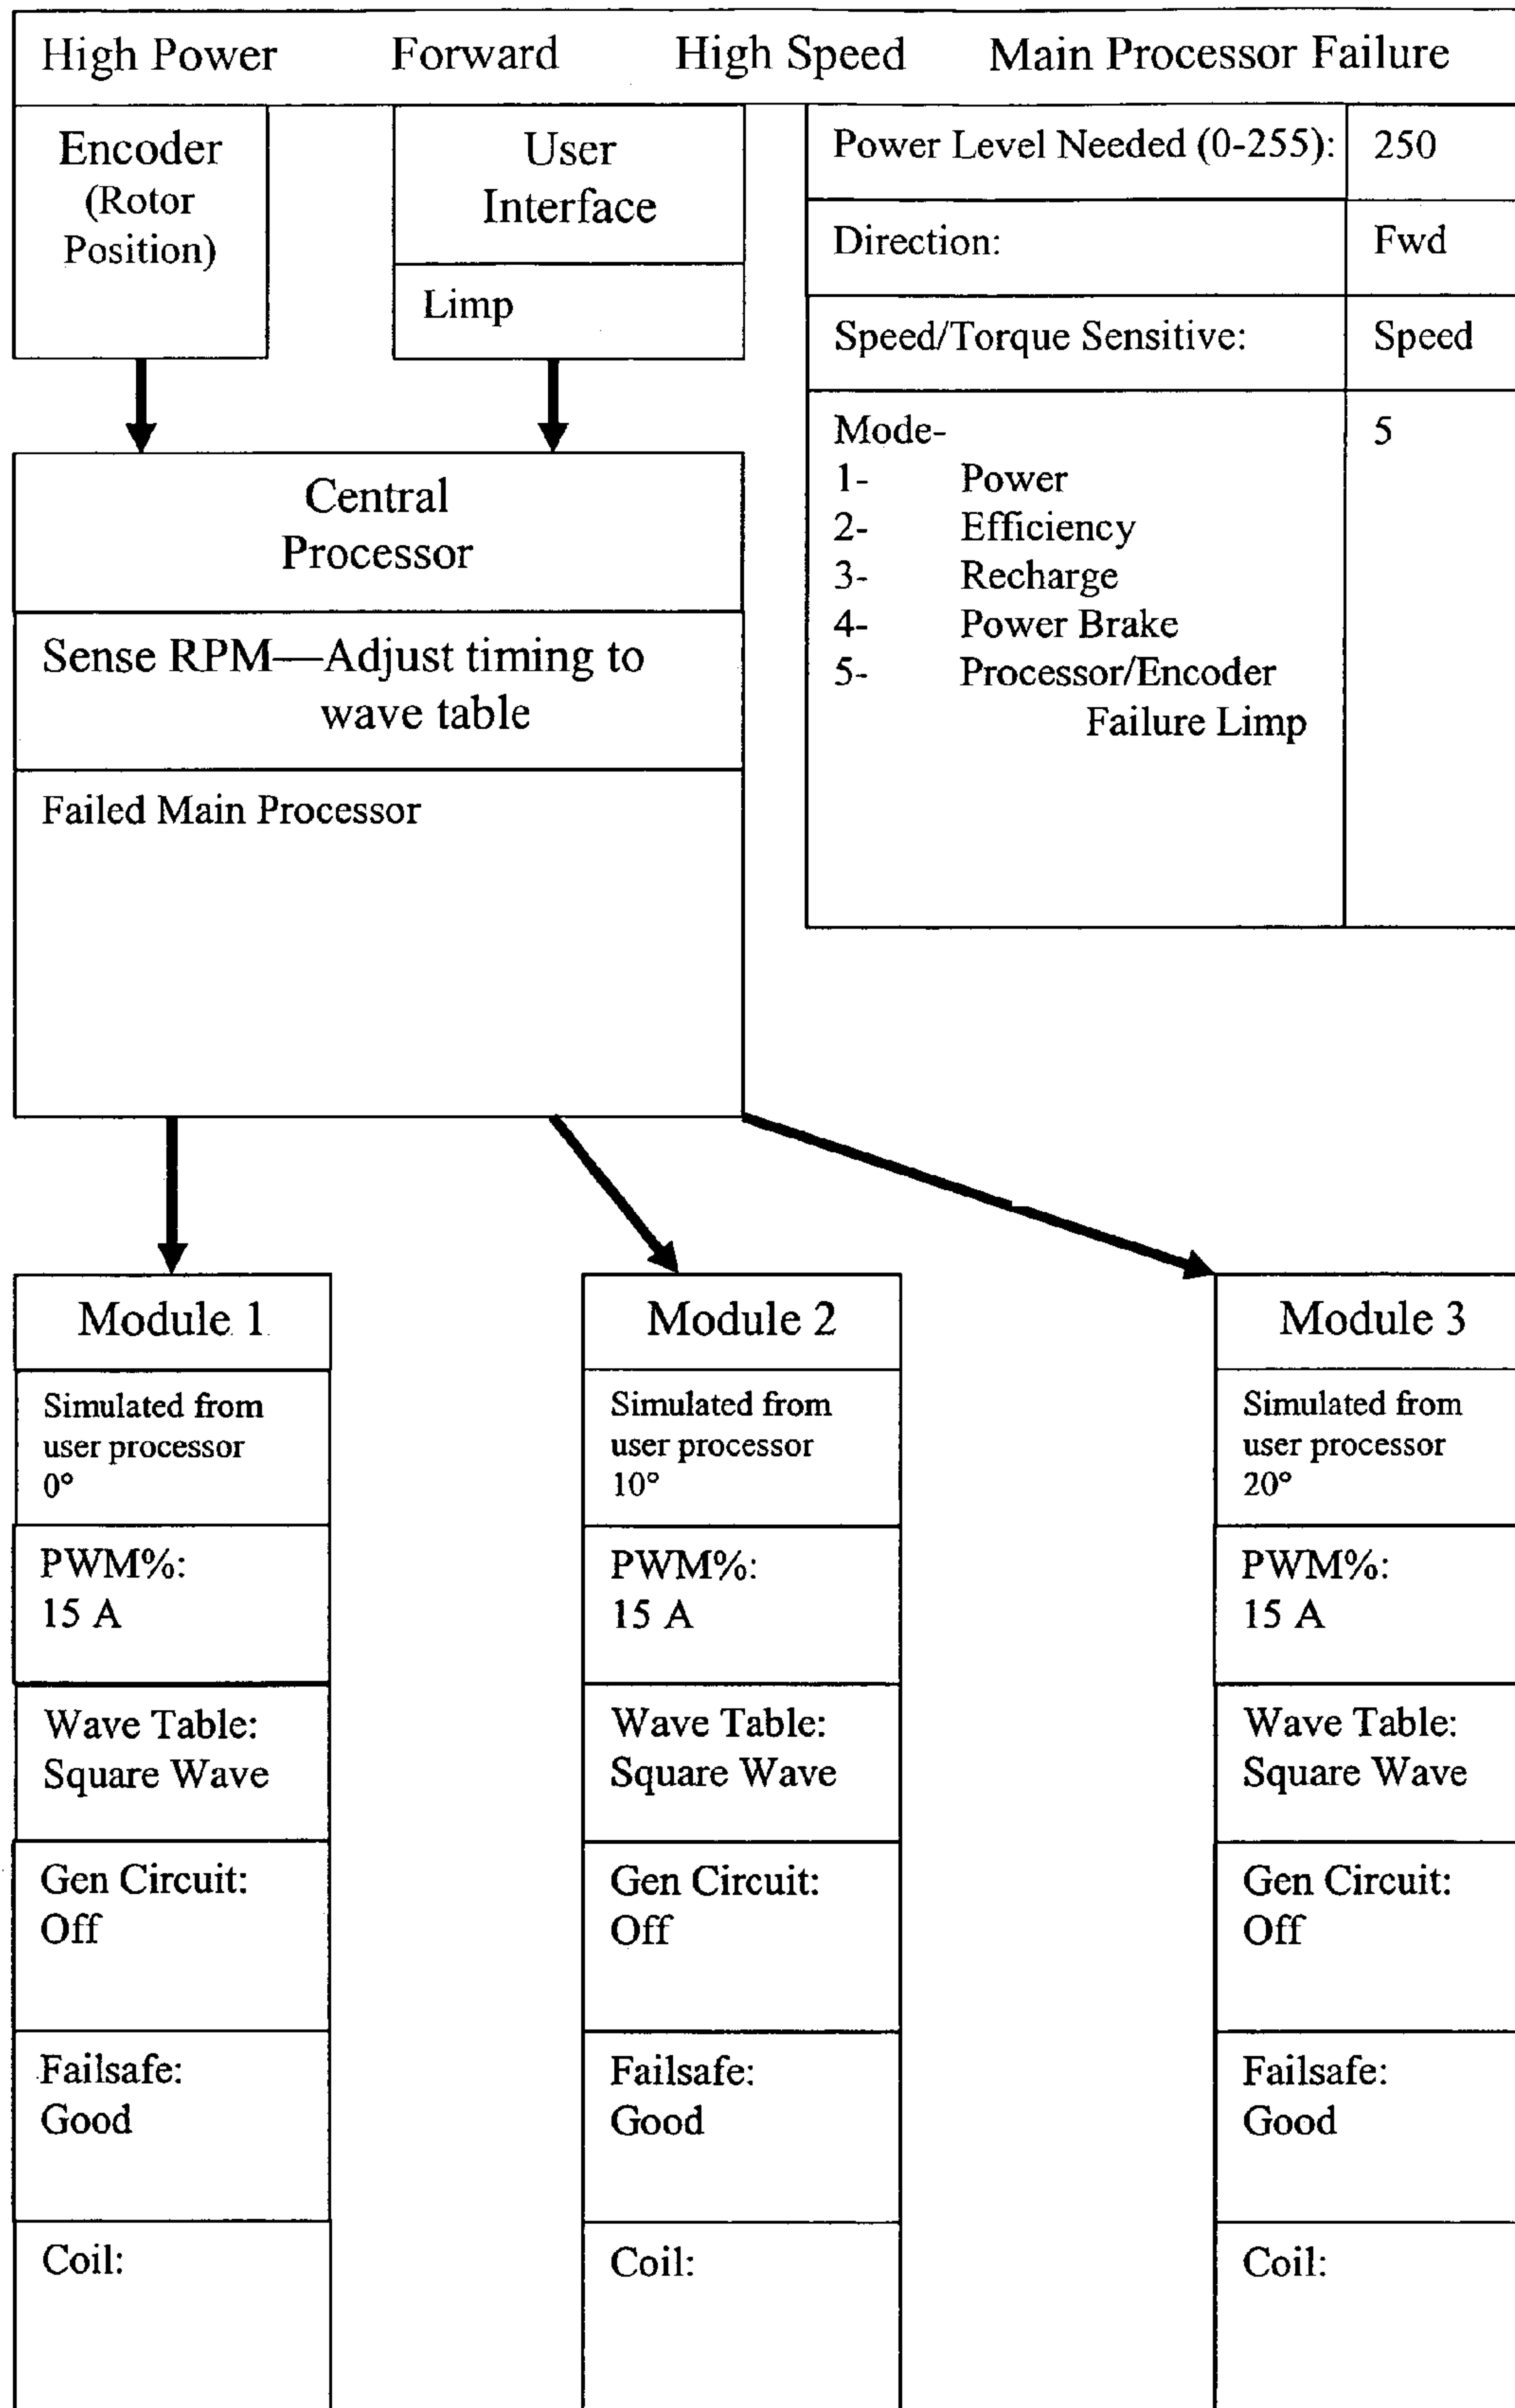 High Power Forward High Speed Main Processor Failure
Encoder
(Rotor
Position)
User
Interface
Limp
Power Level Needed (0-255): 250
Direction: Fwd
Speed/Torque Sensitive: Speed
Mode- 5
1- Power
2- Efficiency
3- Recharge
4- Power Brake
5- Processor/Encoder
Failure Limp
Central
Processor
Sense RPM—Adjust timing to
wave table
Failed Main Processor
Module 1
Simulated from
user processor
0°
PWM%:
15 A
Wave Table:
Square Wave
Gen Circuit:
Off
Failsafe:
Good
Coil:
Module 2
Simulated from
user processor
10°
PWM%:
15 A
Wave Table:
Square Wave
Gen Circuit:
Off
Failsafe:
Good
Coil:
Module 3
Simulated from
user processor
20°
PWM%:
15 A
Wave Table:
Square Wave
Gen Circuit:
Off
Failsafe:
Good
Coil: